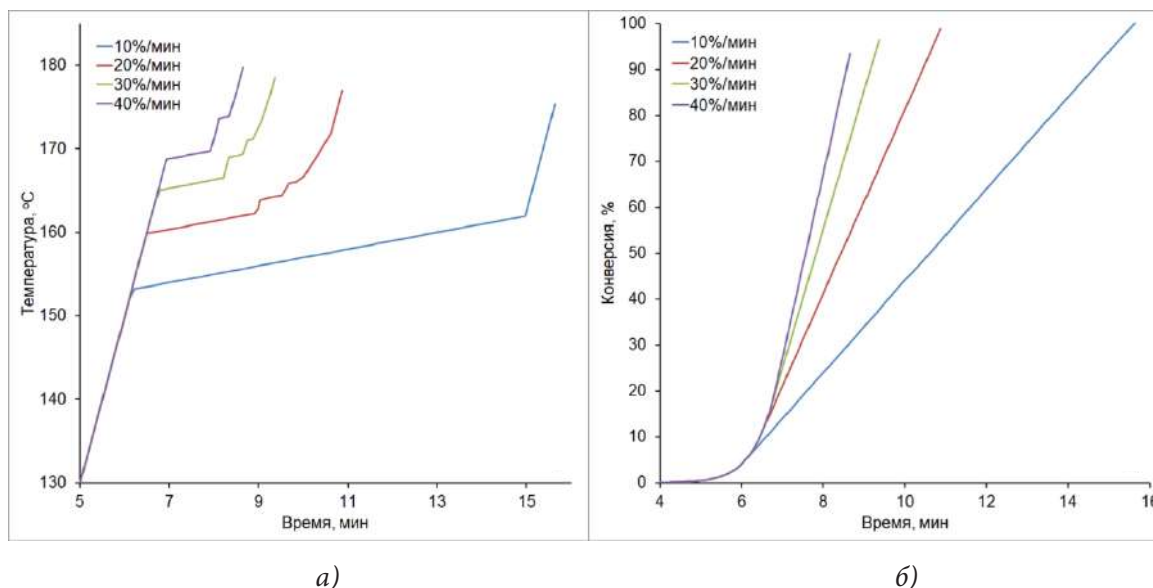 180
170
160
150
140
130
Температура, °C
10%/мин
20%/мин
30%/мин
40%/мин
5
7
9
11
13
15
Время, мин
100
90
80
70
60
50
40
30
20
10
0
Конверсия, %
10%/мин
20%/мин
30%/мин
40%/мин
4
6
8
10
12
14
16
Время, мин
а)
б)